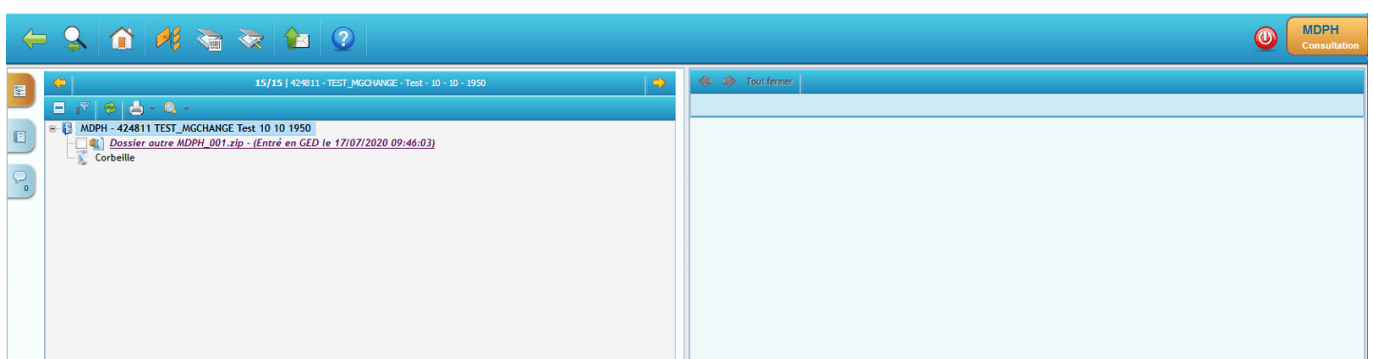 MDPH
Consultation
15/15 | 424811 - TEST_MGCHANGE - Test - 10 - 10 - 1950
Tout fermer
MDPH - 424811 TEST_MGCHANGE Test 10 10 1950
Dossier autre MDPH_001.zip - (Entré en GED le 17/07/2020 09:46:03)
Corbeille
0